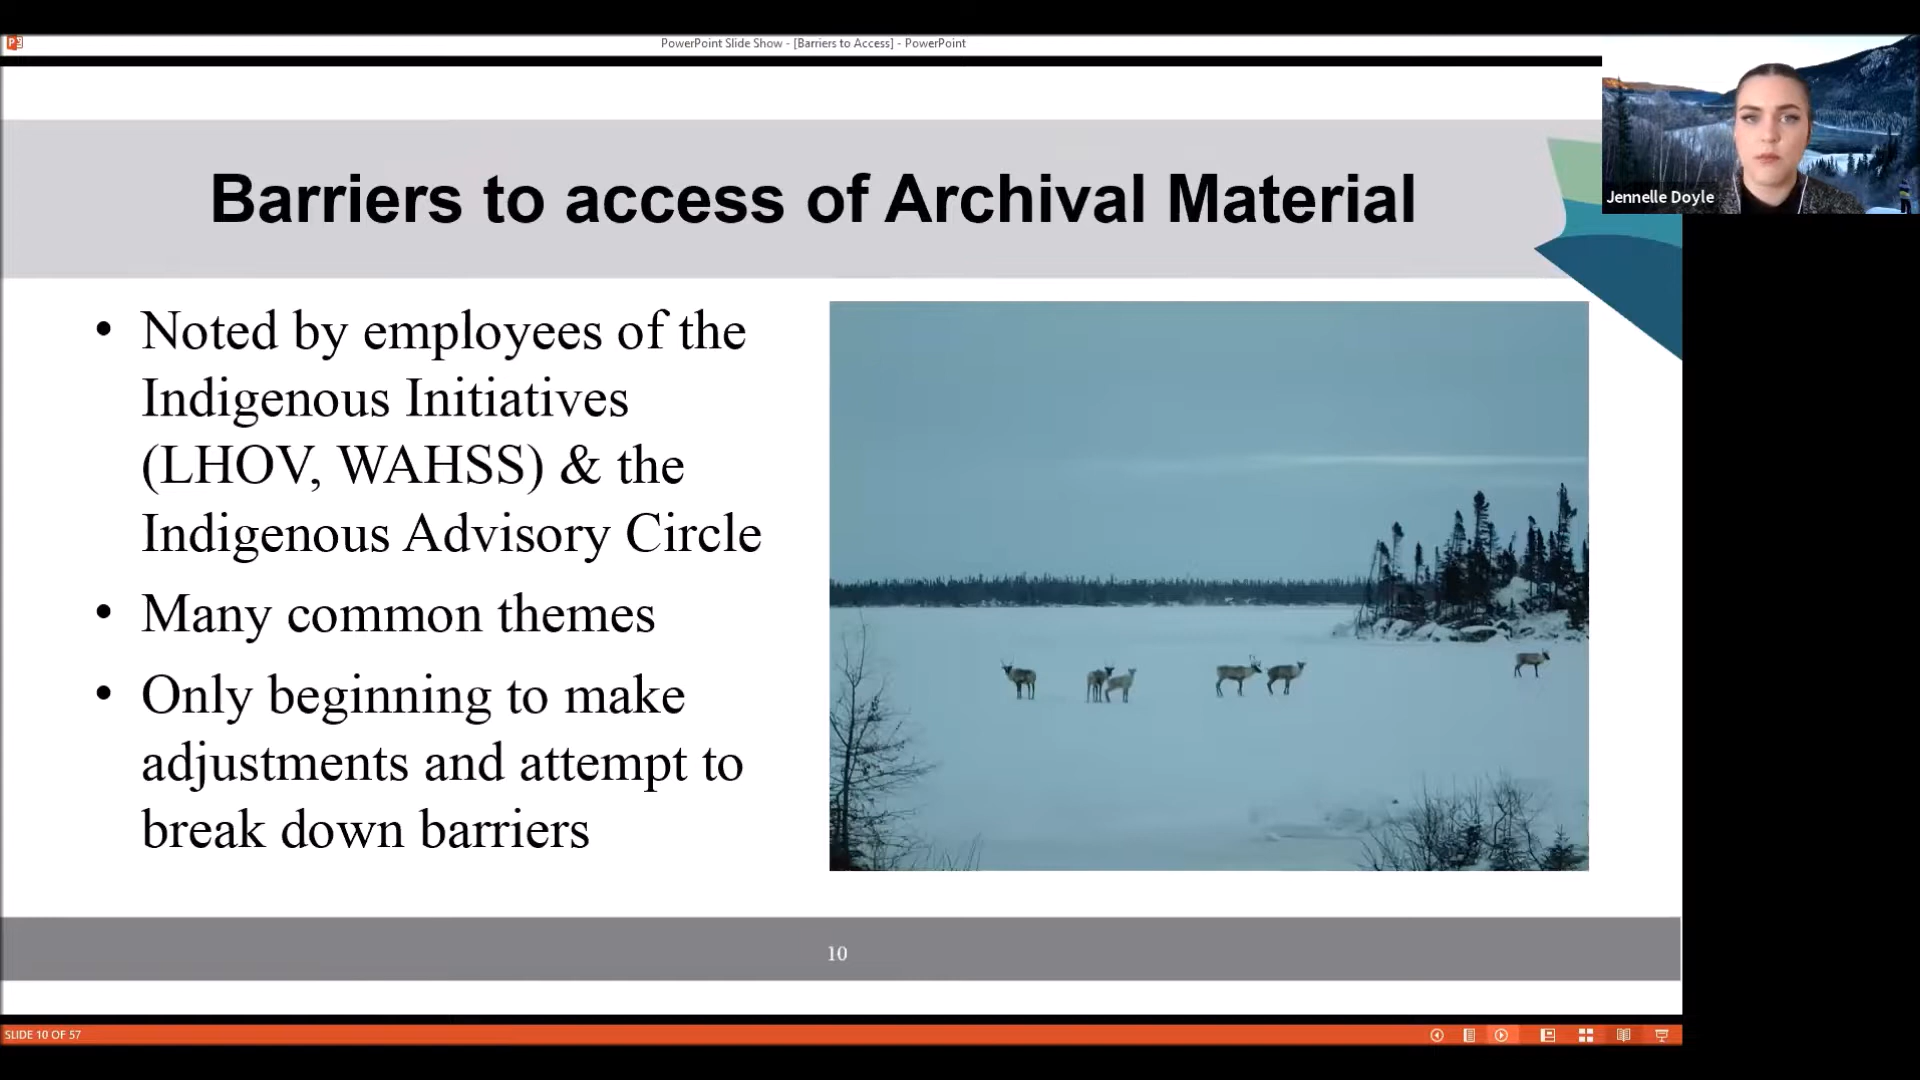 PowerPoint Slide Show - [Barriers to Access] - PowerPoint
Jennelle Doyle
Barriers to access of Archival Material
• Noted by employees of the
Indigenous Initiatives
(LHOV, WAHSS) & the
Indigenous Advisory Circle
• Many common themes
• Only beginning to make
adjustments and attempt to
break down barriers
10
SLIDE 10 OF 57